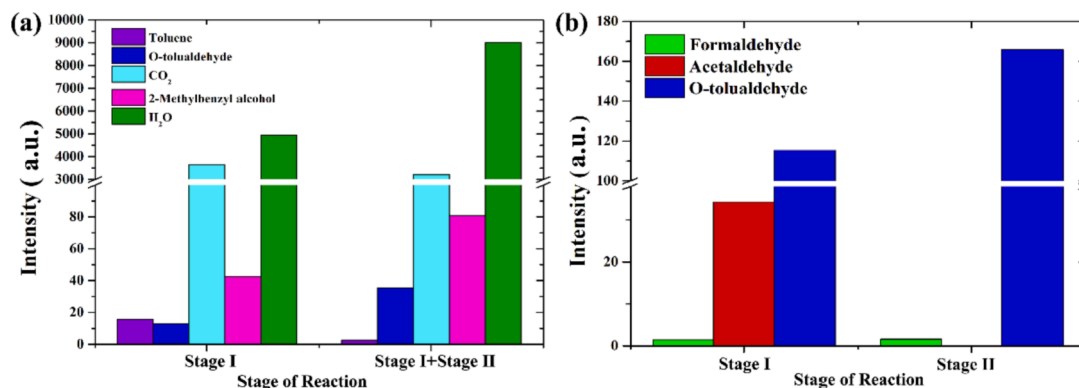 (a)
Intensity ( a.u.)
10000
9000
8000
7000
6000
5000
4000
3000
80
60
40
20
0
Toluene
O-tolualdehyde
CO2
2-Methylbenzyl alcohol
H2O
Stage I
Stage I+Stage II
Stage of Reaction
(b)
Intensity ( a.u.)
180
160
140
120
100
20
0
Formaldehyde
Acetaldehyde
O-tolualdehyde
Stage I
Stage II
Stage of Reaction